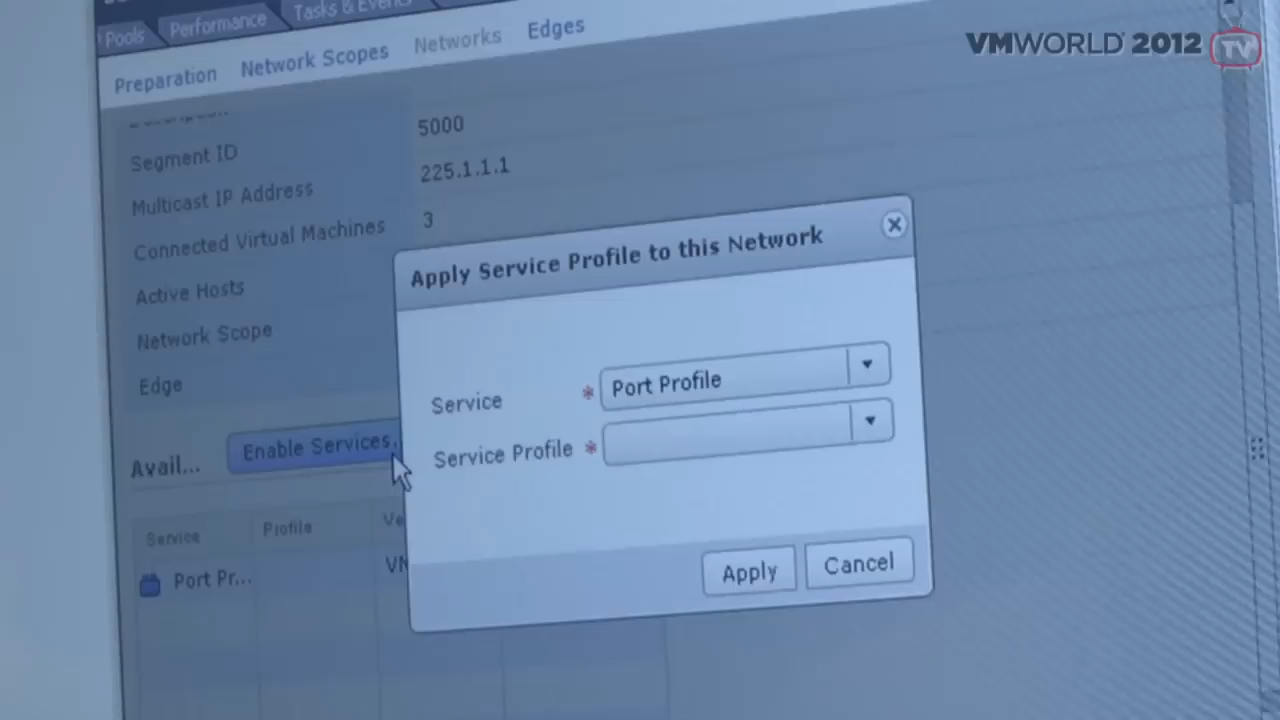 Pools Performance Tasks & Events
Preparation Network Scopes Networks Edges
VMWORLD 2012 TV
Segment ID 5000
Multicast IP Address 225.1.1.1
Connected Virtual Machines 3
Active Hosts
Network Scope
Edge
Avail... Enable Services.
Service Profile Ve
Port Pr... VM
Apply Service Profile to this Network
Service * Port Profile
Service Profile *
Apply Cancel